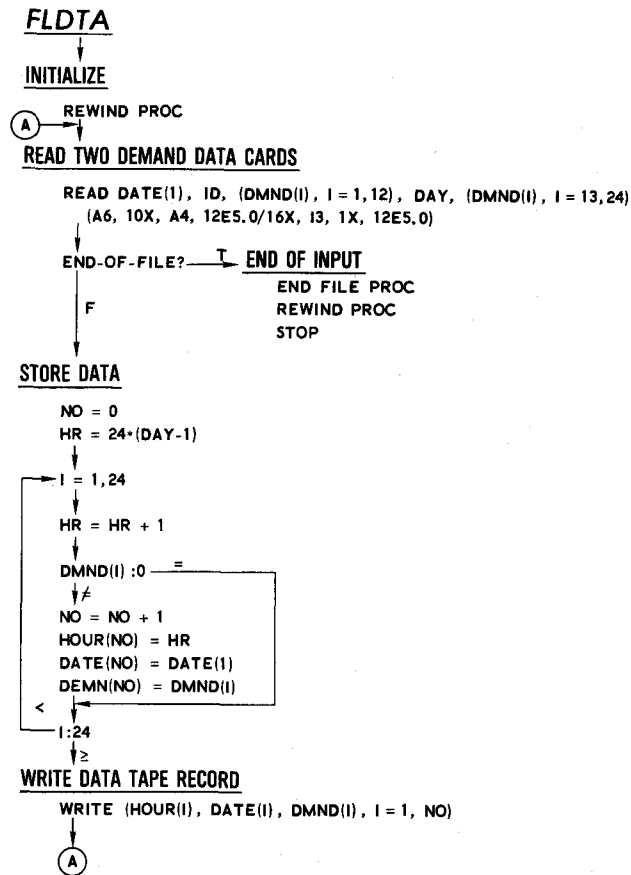 FLDTA
INITIALIZE
REWIND PROC
A
READ TWO DEMAND DATA CARDS
READ DATE(1), ID, (DMND(I), I = 1,12), DAY, (DMND(I), I = 13,24)
(A6, 10X, A4, 12E5.0/16X, I3, 1X, 12E5.0)
END-OF-FILE? T END OF INPUT
END FILE PROC
F REWIND PROC
STOP
STORE DATA
NO = 0
HR = 24*(DAY-1)
I = 1,24
HR = HR + 1
DMND(I) :0 =
≠
NO = NO + 1
HOUR(NO) = HR
DATE(NO) = DATE(1)
DEMN(NO) = DMND(I)
<
I:24
≥
WRITE DATA TAPE RECORD
WRITE (HOUR(I), DATE(I), DMND(I), I = 1, NO)
A